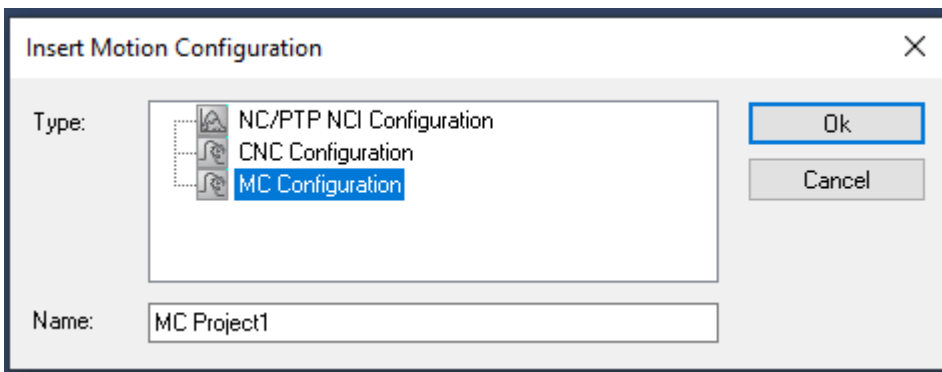 Insert Motion Configuration
Type:
NC/PTP NCI Configuration
CNC Configuration
MC Configuration
Ok
Cancel
Name:
MC Project1